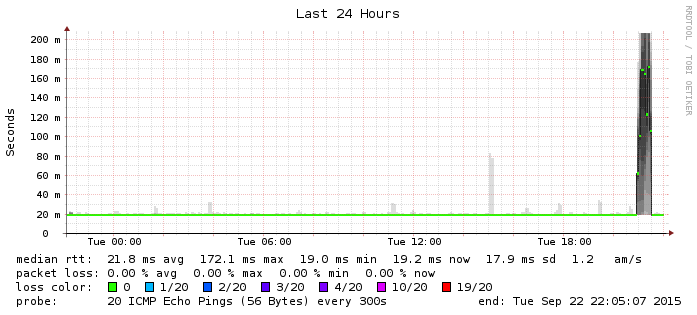 Last 24 Hours
RRDTOOL / TOBI OETIKER
Seconds
200 m
180 m
160 m
140 m
120 m
100 m
80 m
60 m
40 m
20 m
0
Tue 00:00 Tue 06:00 Tue 12:00 Tue 18:00
median rtt: 21.8 ms avg 172.1 ms max 19.0 ms min 19.2 ms now 17.9 ms sd 1.2 am/s
packet loss: 0.00 % avg 0.00 % max 0.00 % min 0.00 % now
loss color: 0 1/20 2/20 3/20 4/20 10/20 19/20
probe: 20 ICMP Echo Pings (56 Bytes) every 300s end: Tue Sep 22 22:05:07 2015